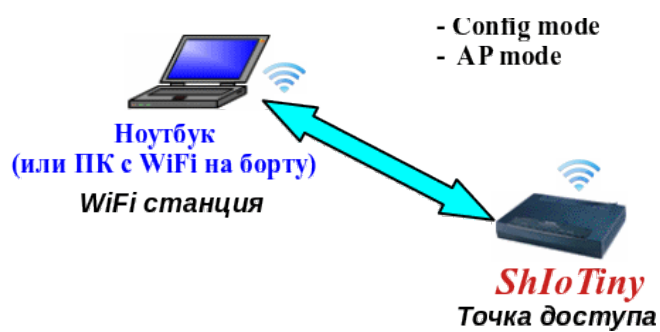 - Config mode
- AP mode
Ноутбук
(или ПК с WiFi на борту)
WiFi станция
ShIoTiny
Точка доступа